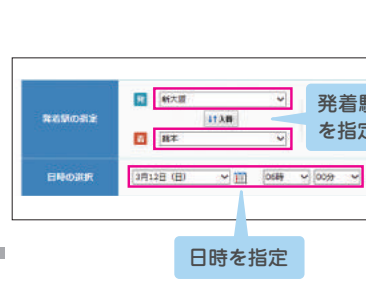 発着駅の指定
発 新大阪
↓↑入替
着 熊本
発着駅
を指定
日時の選択
3月12日（日） 06時 00分
日時を指定